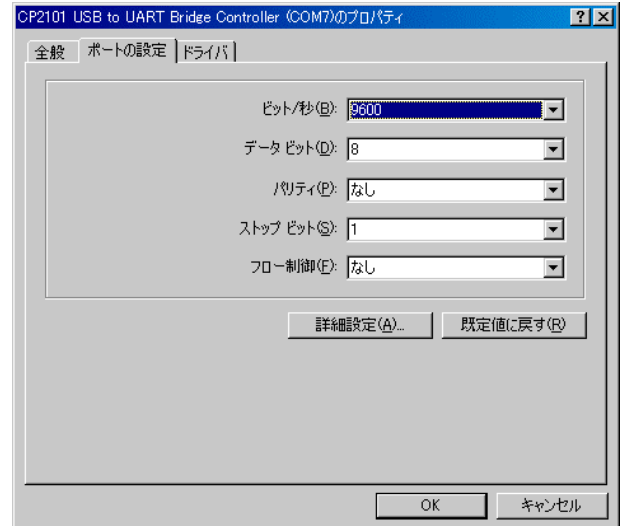 CP2101 USB to UART Bridge Controller (COM7)のプロパティ
全般 ポートの設定 ドライバ
ビット/秒(B): 9600
データ ビット(D): 8
パリティ(P): なし
ストップ ビット(S): 1
フロー制御(F): なし
詳細設定(A)... 既定値に戻す(R)
OK キャンセル